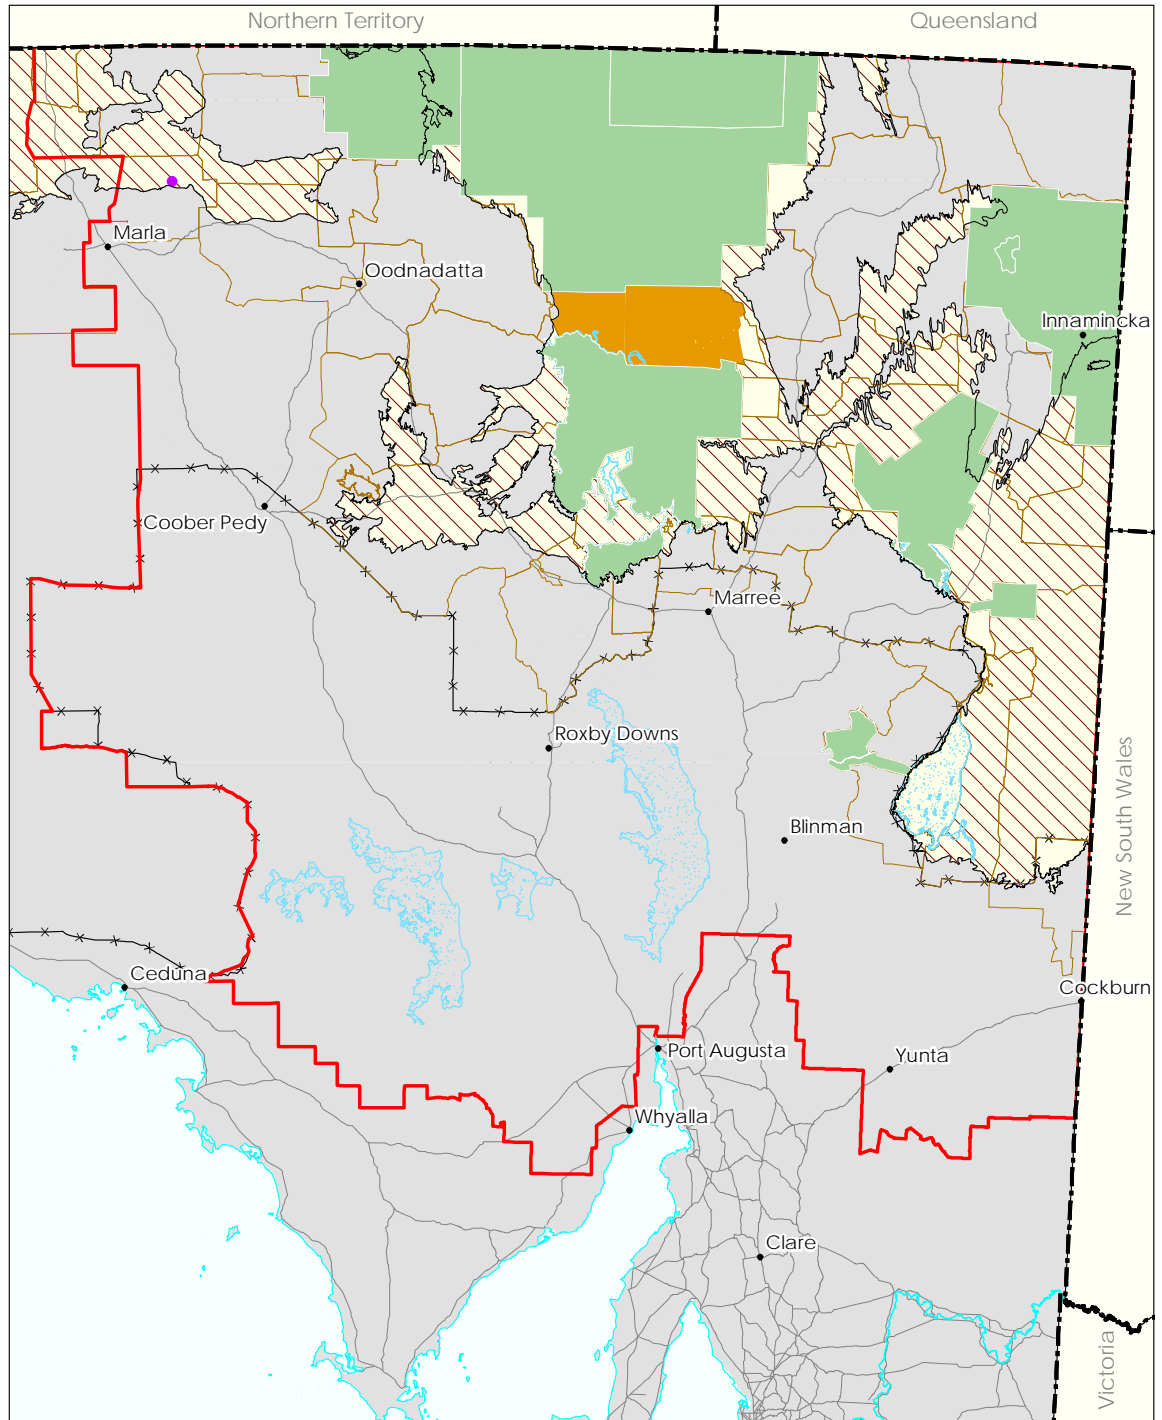 Northern Territory
Queensland
Marla
Oodnadatta
Innamincka
Coober Pedy
Marree
Roxby Downs
New South Wales
Blinman
Ceduna
Cockburn
Port Augusta
Yunta
Whyalla
Clare
Victoria